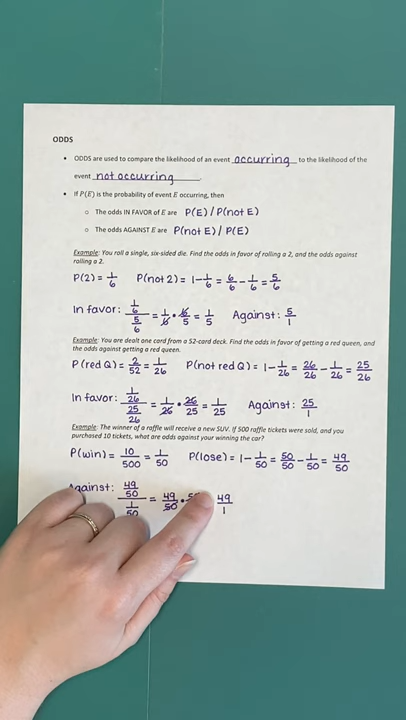 ODDS
• ODDS are used to compare the likelihood of an event occurring to the likelihood of the
event not occurring.
• If P(E) is the probability of event E occurring, then
o The odds IN FAVOR of E are P(E) / P(not E)
o The odds AGAINST E are P(not E) / P(E)
Example: You roll a single, six-sided die. Find the odds in favor of rolling a 2, and the odds against
rolling a 2.
P(2) = 1/6 P(not 2) = 1 - 1/6 = 6/6 - 1/6 = 5/6
In favor: (1/6)/(5/6) = 1/6 • 6/5 = 1/5 Against: 5/1
Example: You are dealt one card from a 52-card deck. Find the odds in favor of getting a red queen, and
the odds against getting a red queen.
P(red Q) = 2/52 = 1/26 P(not red Q) = 1 - 1/26 = 26/26 - 1/26 = 25/26
In favor: (1/26)/(25/26) = 1/26 • 26/25 = 1/25 Against: 25/1
Example: The winner of a raffle will receive a new SUV. If 500 raffle tickets were sold, and you
purchased 10 tickets, what are odds against your winning the car?
P(win) = 10/500 = 1/50 P(lose) = 1 - 1/50 = 50/50 - 1/50 = 49/50
Against: (49/50)/(1/50) = 49/50 • 49/1